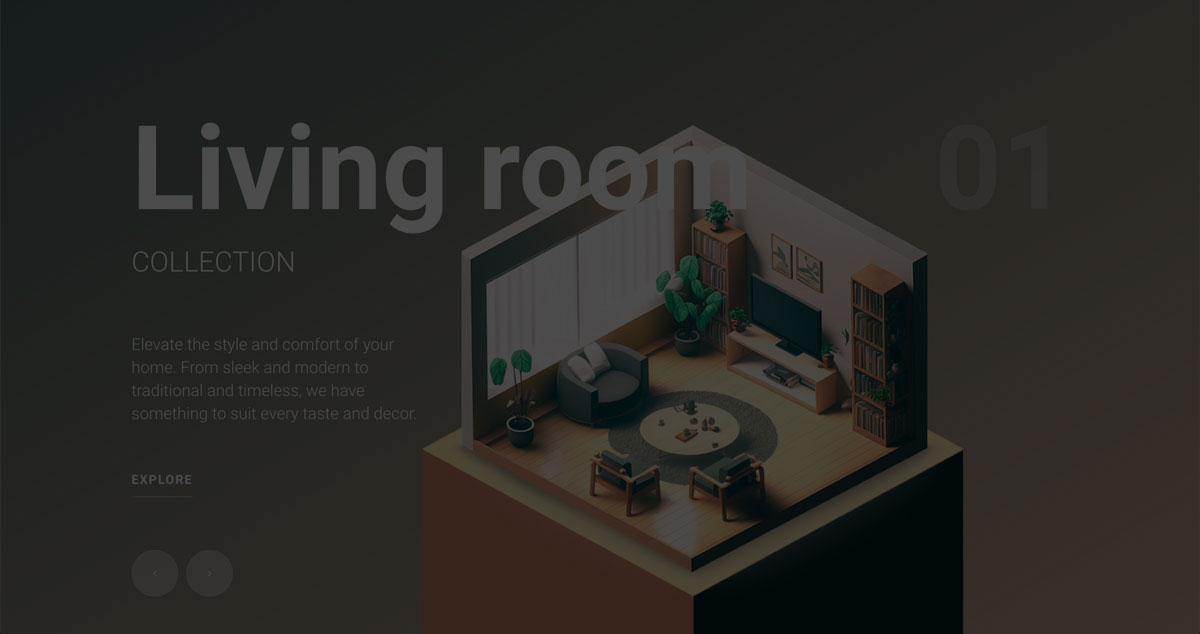 Living room
01
COLLECTION
Elevate the style and comfort of your
home. From sleek and modern to
traditional and timeless, we have
something to suit every taste and decor.
EXPLORE